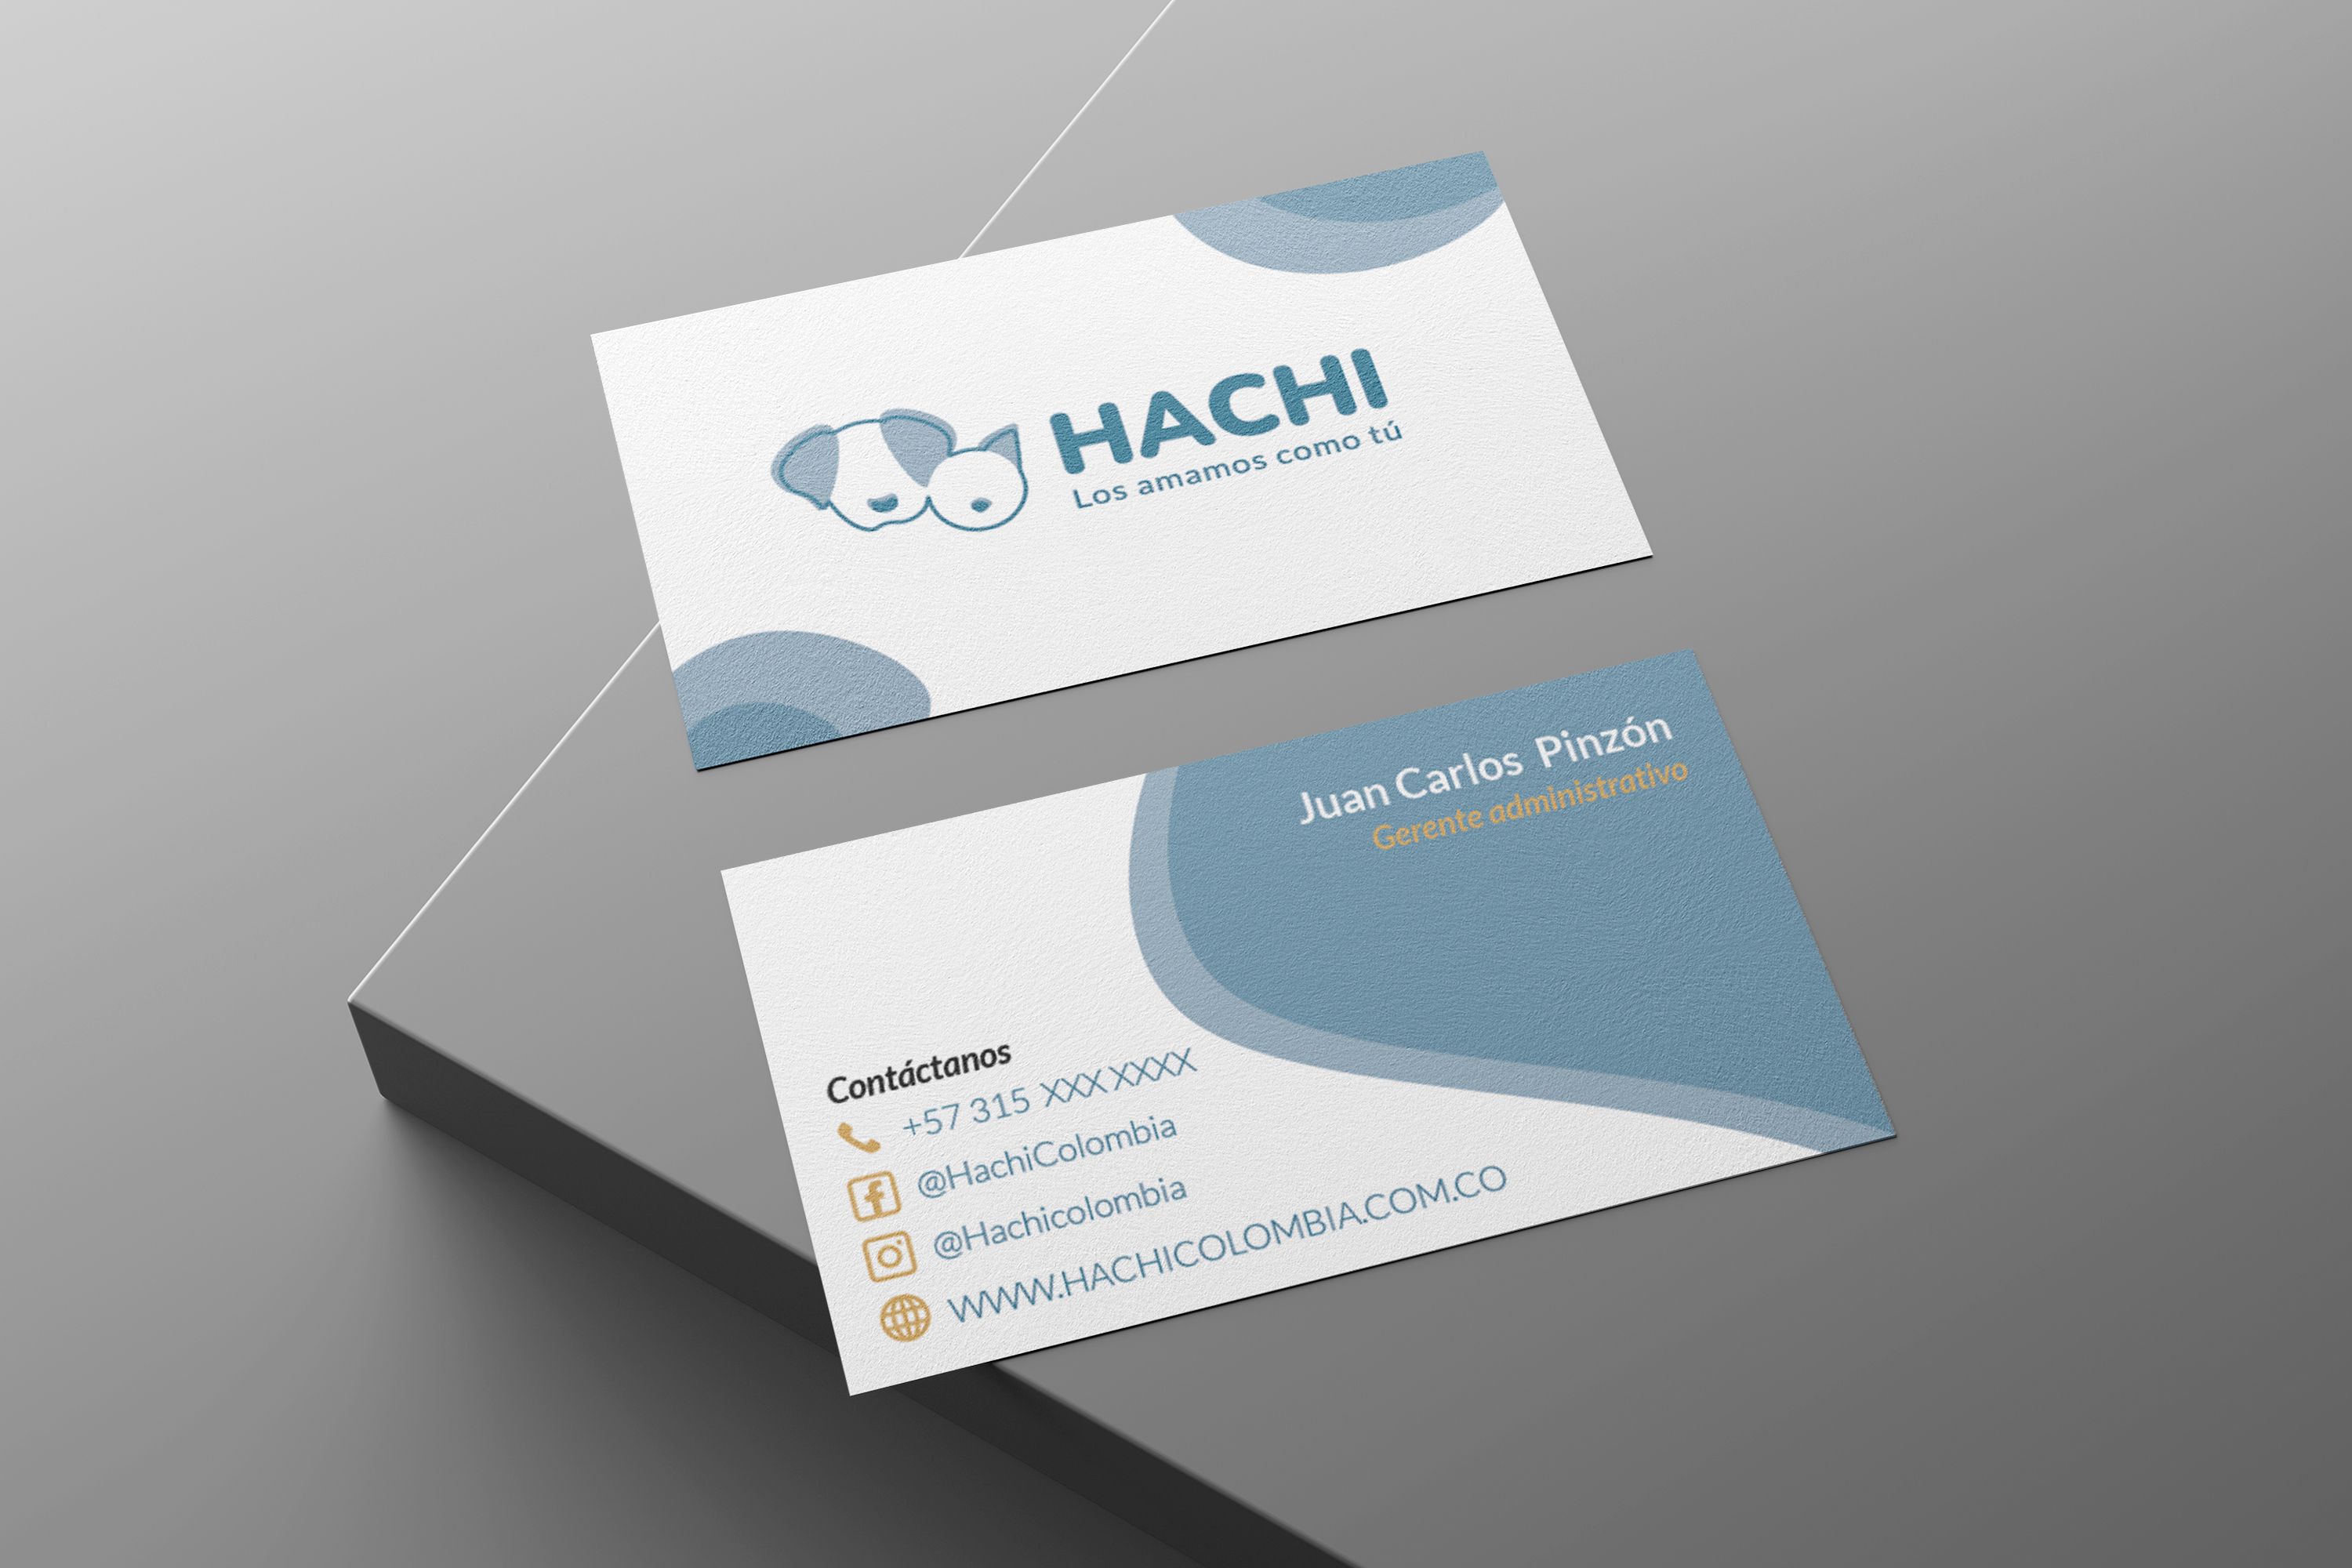 HACHI
Los amamos como tú
Juan Carlos Pinzón
Gerente administrativo
Contáctanos
+57 315 XXX XXXX
@HachiColombia
@Hachicolombia
WWW.HACHICOLOMBIA.COM.CO